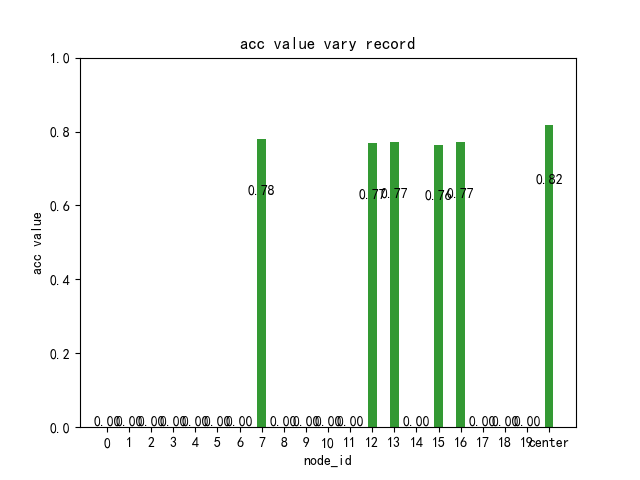 acc value vary record
1.0
0.8
0.6
0.4
0.2
0.0
acc value
0.00 0.00 0.00 0.00 0.00 0.00 0.00 0.78 0.00 0.00 0.00 0.00 0.77 0.77 0.00 0.76 0.77 0.00 0.00 0.00 0.82
0 1 2 3 4 5 6 7 8 9 10 11 12 13 14 15 16 17 18 19 center
node_id